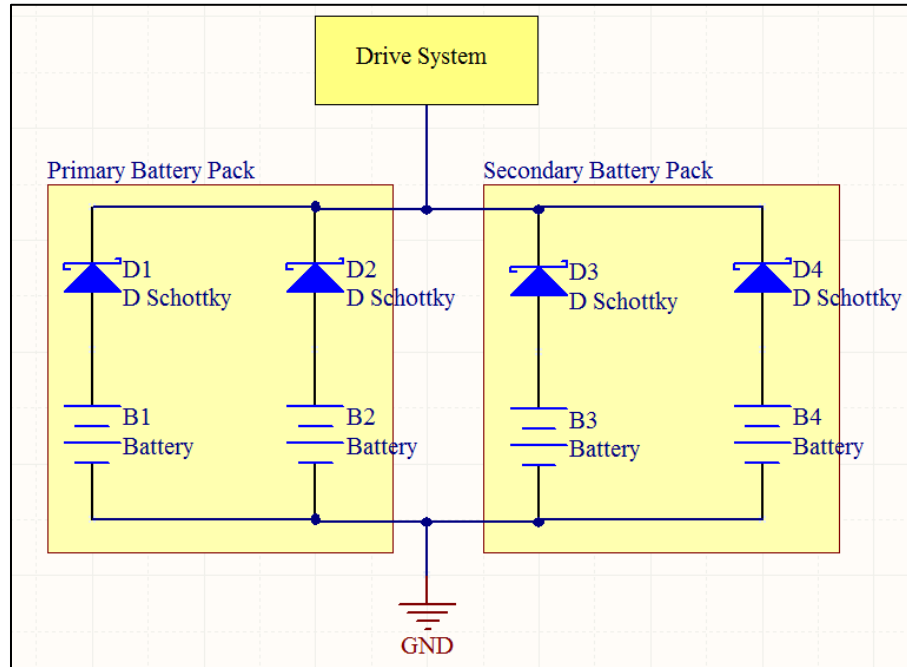 Drive System
Primary Battery Pack
Secondary Battery Pack
D1
D Schottky
D2
D Schottky
D3
D Schottky
D4
D Schottky
B1
Battery
B2
Battery
B3
Battery
B4
Battery
GND